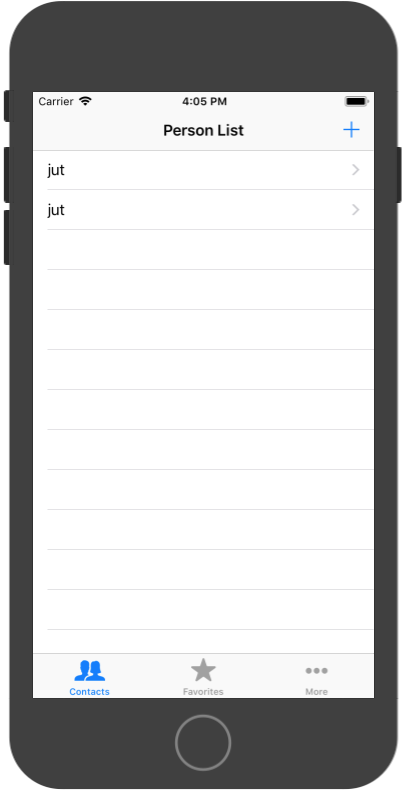 Carrier 4:05 PM
Person List +
jut
jut
Contacts Favorites More